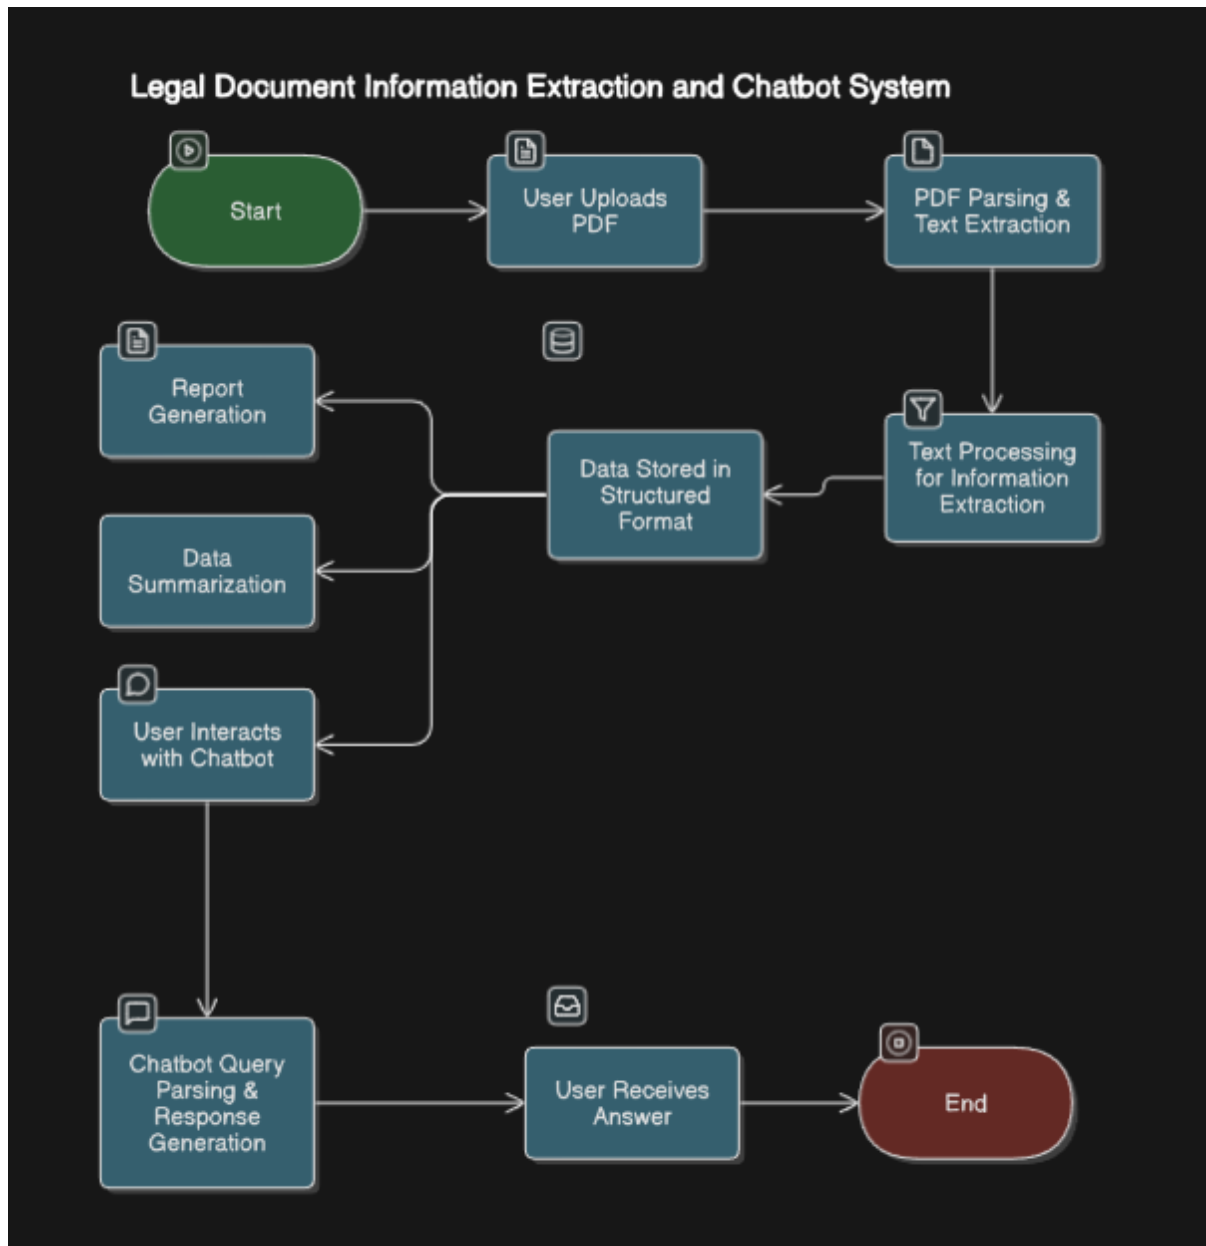 Legal Document Information Extraction and Chatbot System
Start
User Uploads
PDF
PDF Parsing &
Text Extraction
Report
Generation
Data Stored in
Structured
Format
Text Processing
for Information
Extraction
Data
Summarization
User Interacts
with Chatbot
Chatbot Query
Parsing &
Response
Generation
User Receives
Answer
End